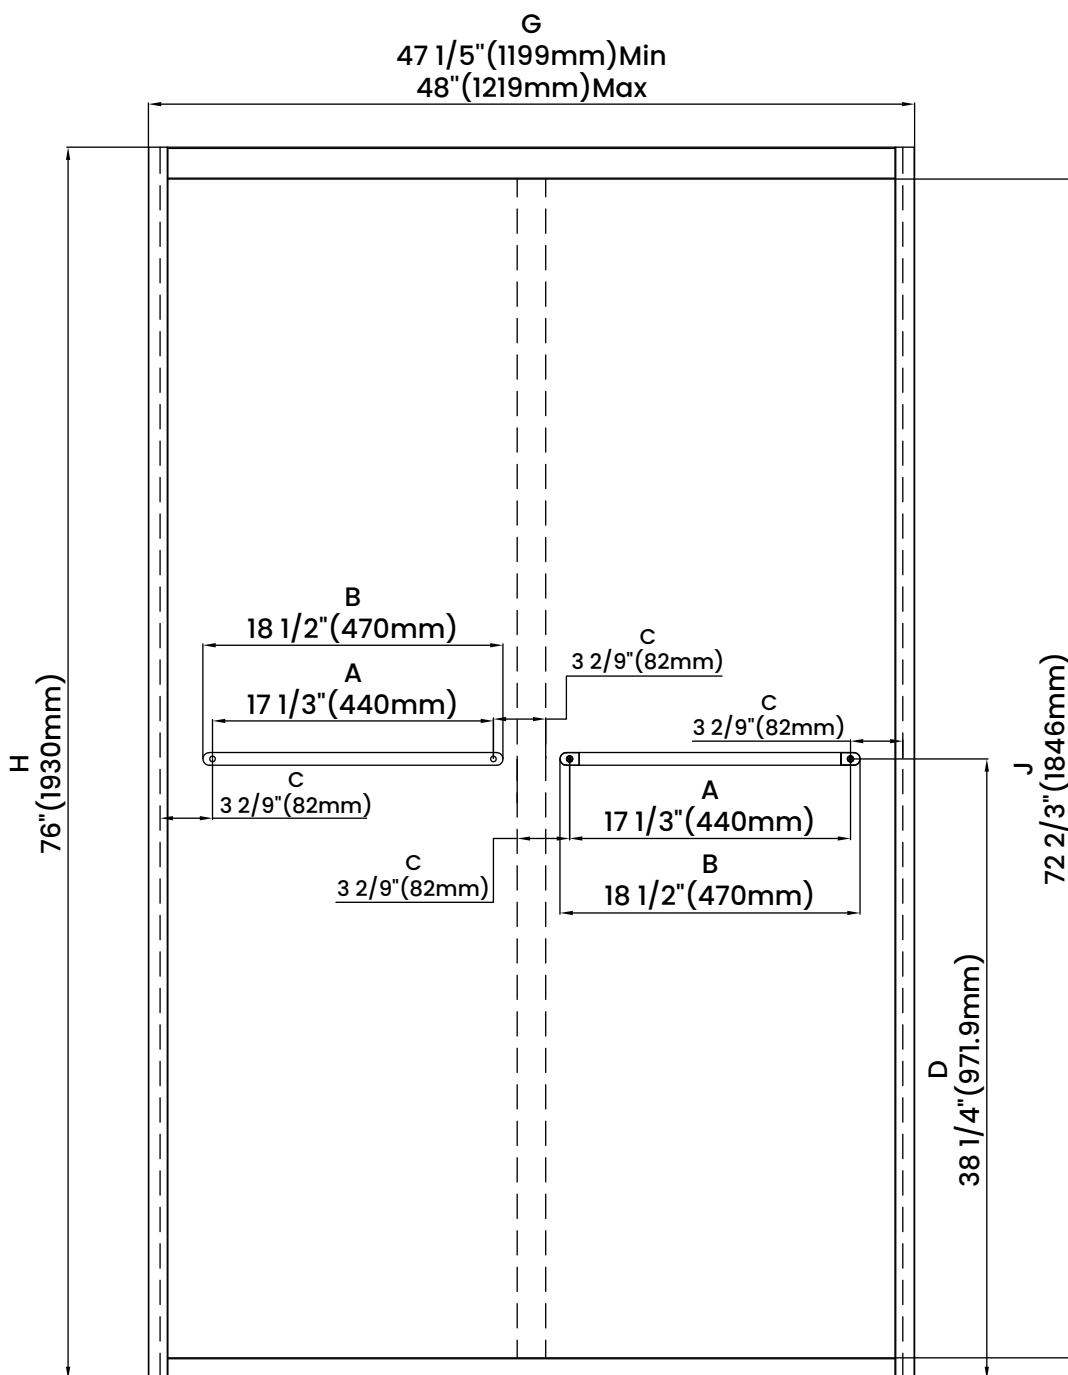 G
47 1/5"(1199mm)Min
48"(1219mm)Max
B
18 1/2"(470mm)
A
17 1/3"(440mm)
C
3 2/9"(82mm)
C
3 2/9"(82mm)
C
3 2/9"(82mm)
A
17 1/3"(440mm)
C
3 2/9"(82mm)
B
18 1/2"(470mm)
H
76"(1930mm)
J
72 2/3"(1846mm)
D
38 1/4"(971.9mm)